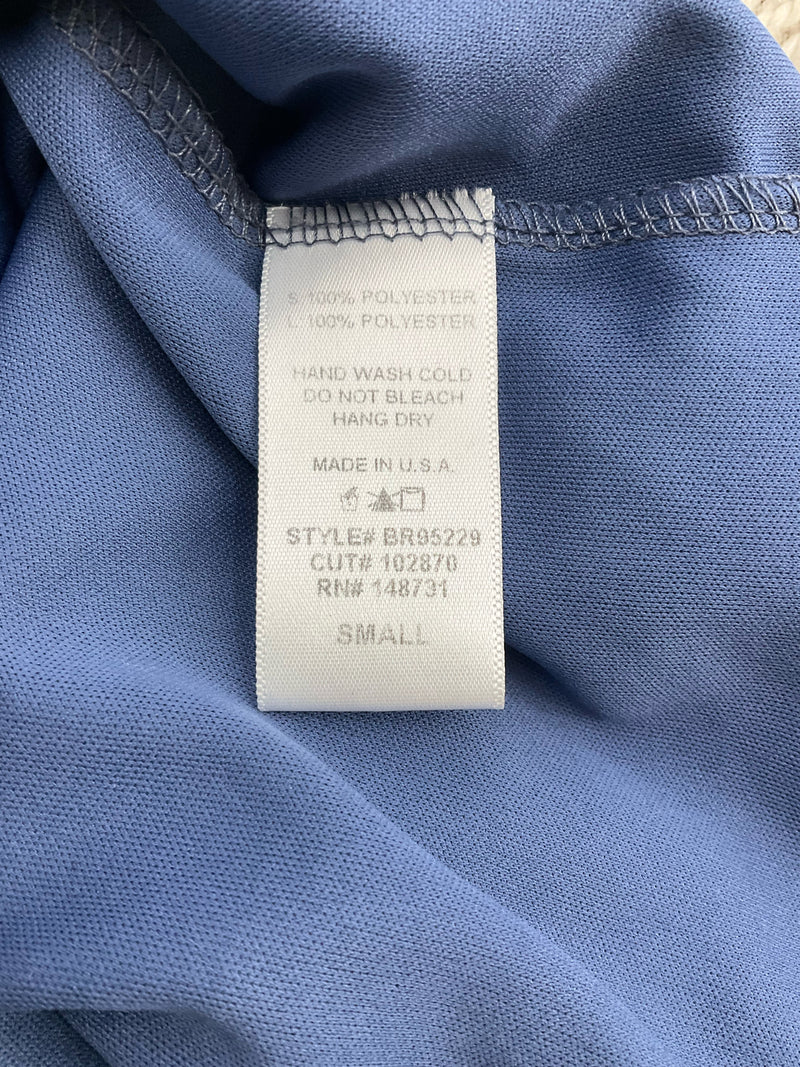 S 100% POLYESTER
L 100% POLYESTER
HAND WASH COLD
DO NOT BLEACH
HANG DRY
MADE IN U.S.A.
STYLE# BR95229
CUT# 102870
RN# 148731
SMALL